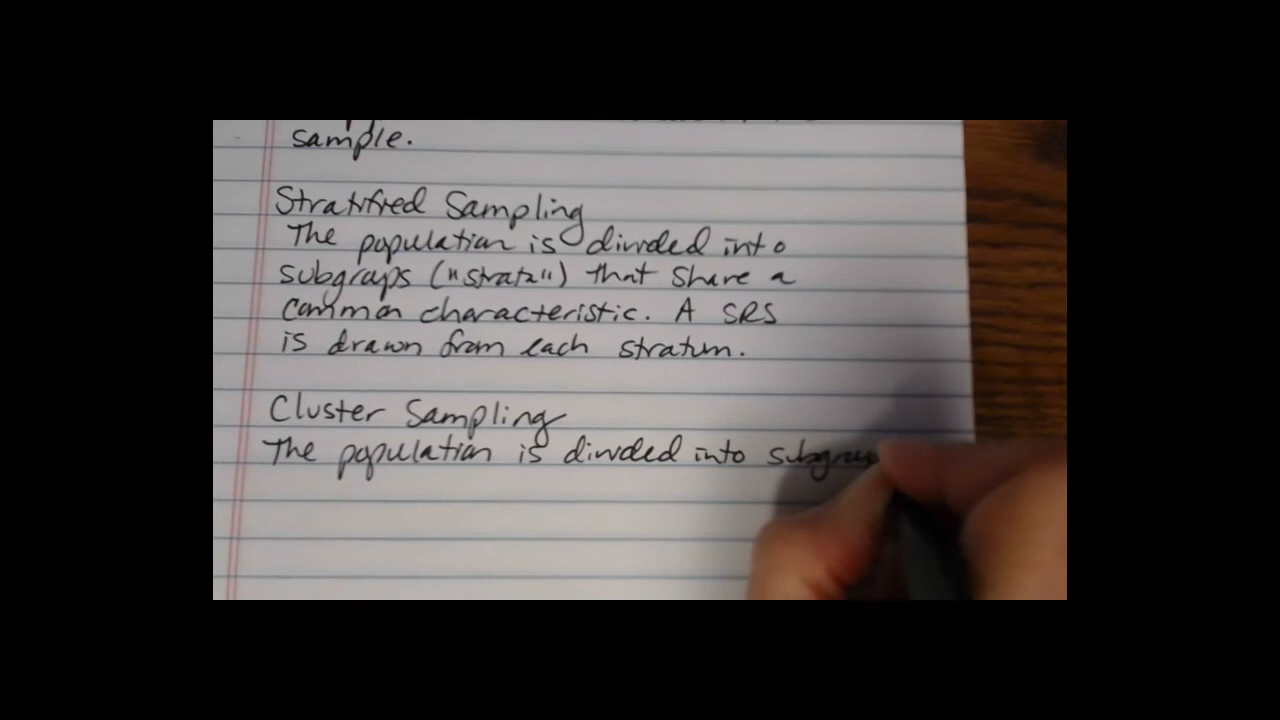 sample.
Stratified Sampling
The population is divided into
subgraps ("strata") that share a
common characteristic. A SRS
is drawn from each stratum.
Cluster Sampling
The population is divided into